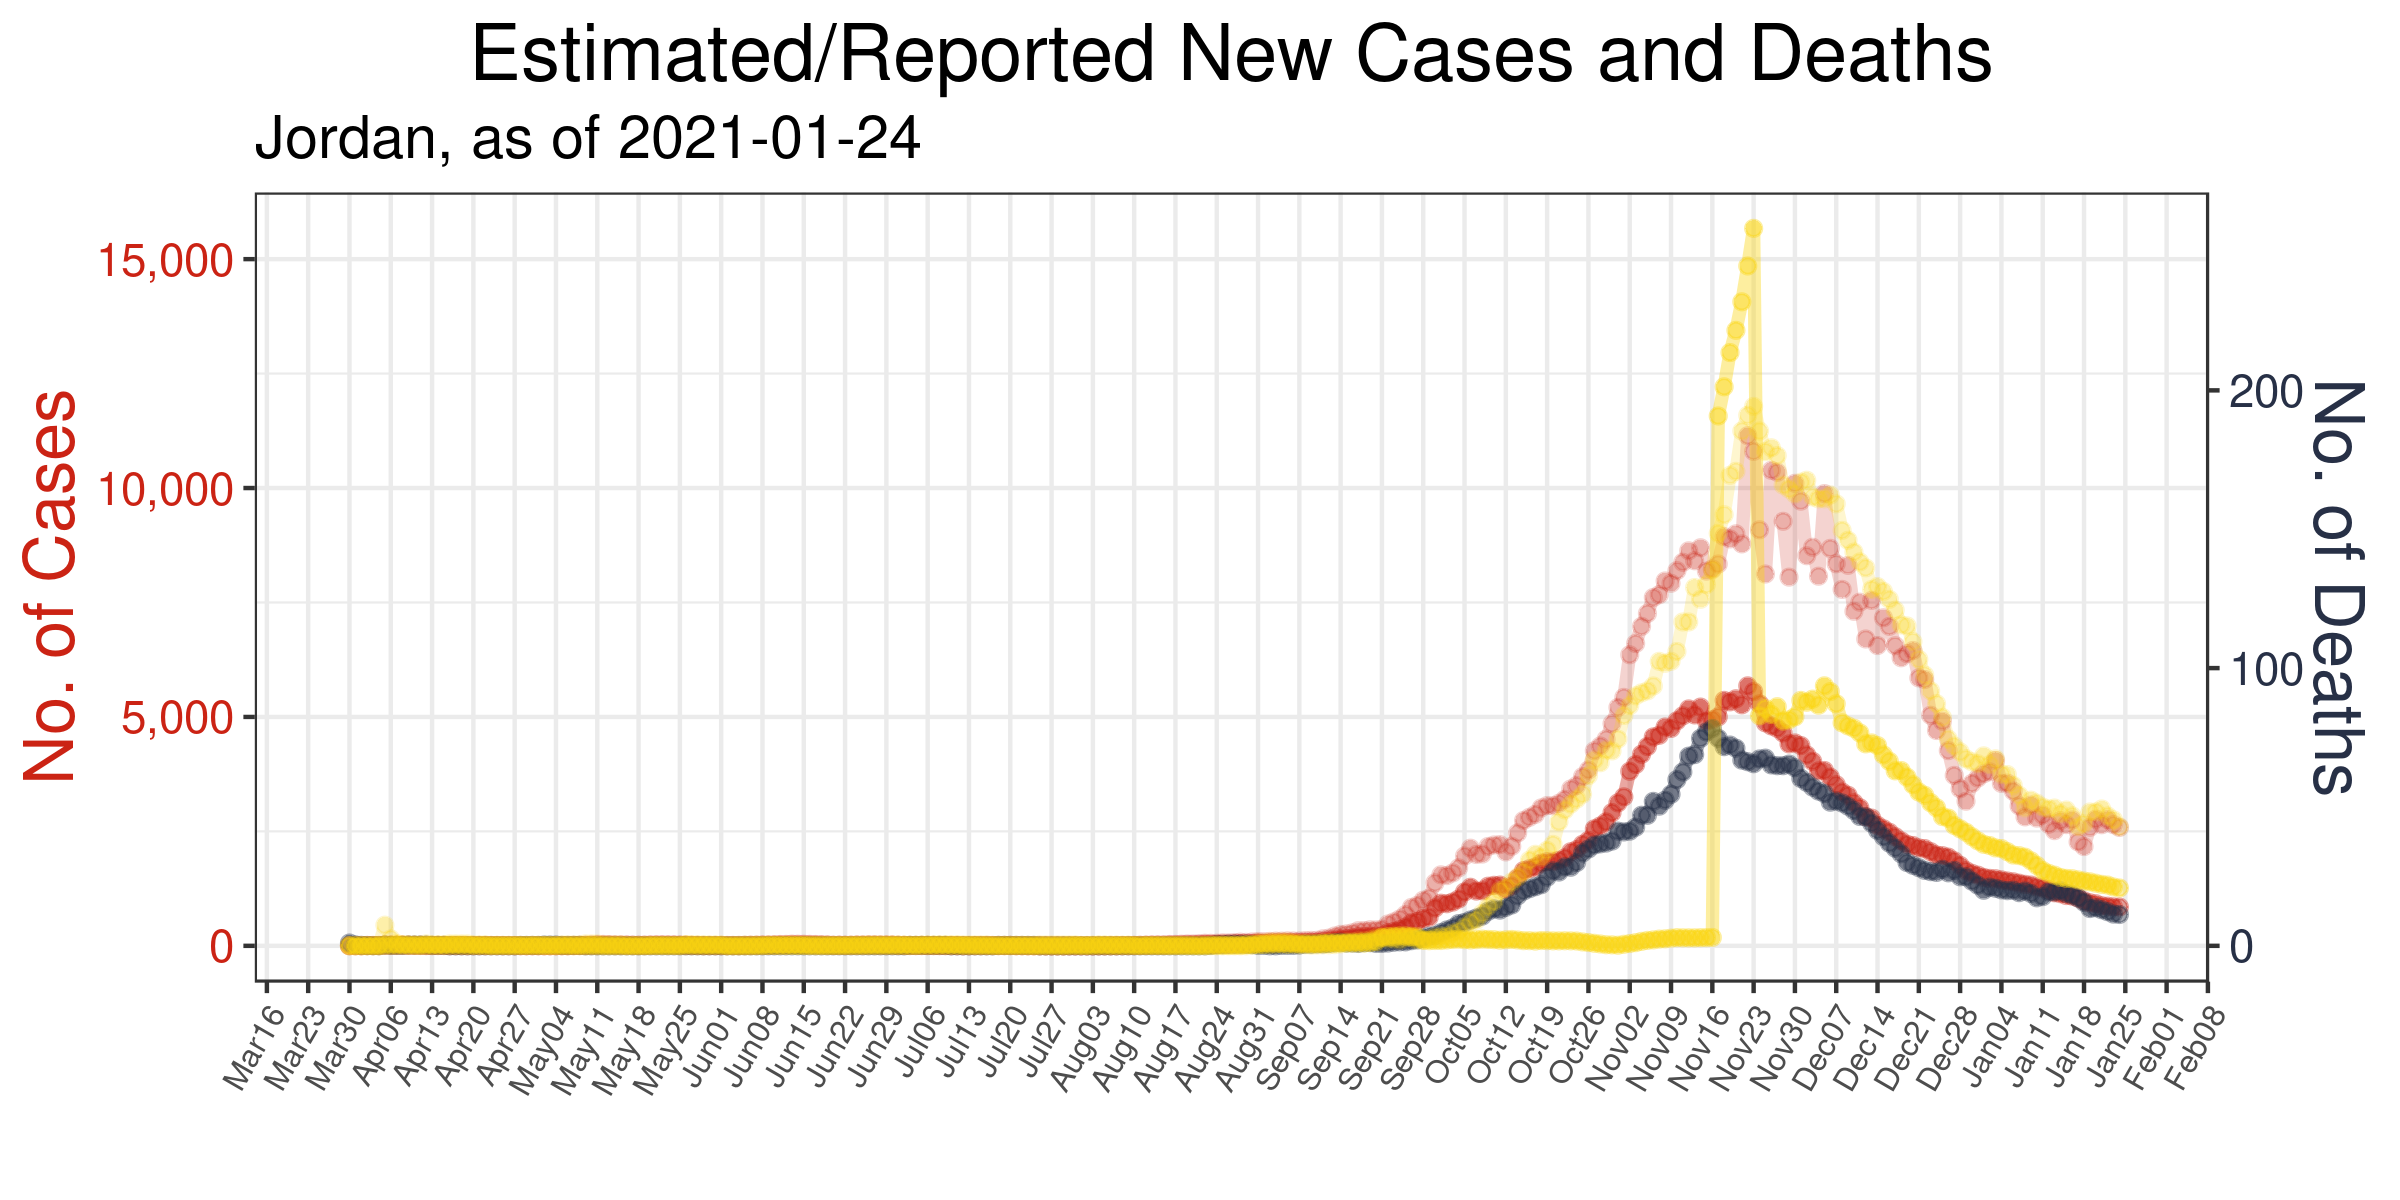 Estimated/Reported New Cases and Deaths
Jordan, as of 2021-01-24
No. of Cases
15,000
10,000
5,000
0
200
100
0
No. of Deaths
Mar16
Mar23
Mar30
Apr06
Apr13
Apr20
Apr27
May04
May11
May18
May25
Jun01
Jun08
Jun15
Jun22
Jun29
Jul06
Jul13
Jul20
Jul27
Aug03
Aug10
Aug17
Aug24
Aug31
Sep07
Sep14
Sep21
Sep28
Oct05
Oct12
Oct19
Oct26
Nov02
Nov09
Nov16
Nov23
Nov30
Dec07
Dec14
Dec21
Dec28
Jan04
Jan11
Jan18
Jan25
Feb01
Feb08